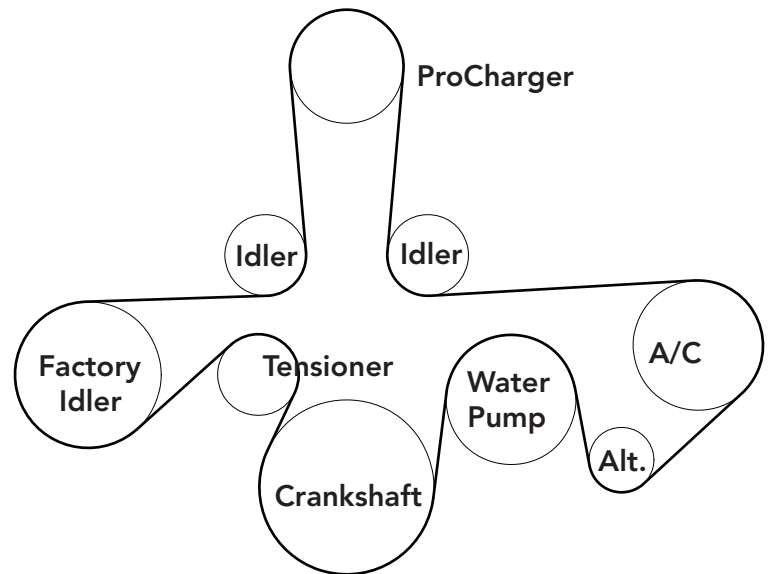 ProCharger
Idler
Idler
Factory
Idler
Tensioner
A/C
Water
Pump
Alt.
Crankshaft